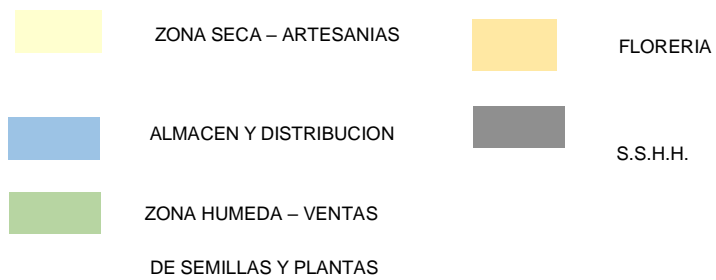 ZONA SECA – ARTESANIAS
FLORERIA
ALMACEN Y DISTRIBUCION
S.S.H.H.
ZONA HUMEDA – VENTAS
DE SEMILLAS Y PLANTAS